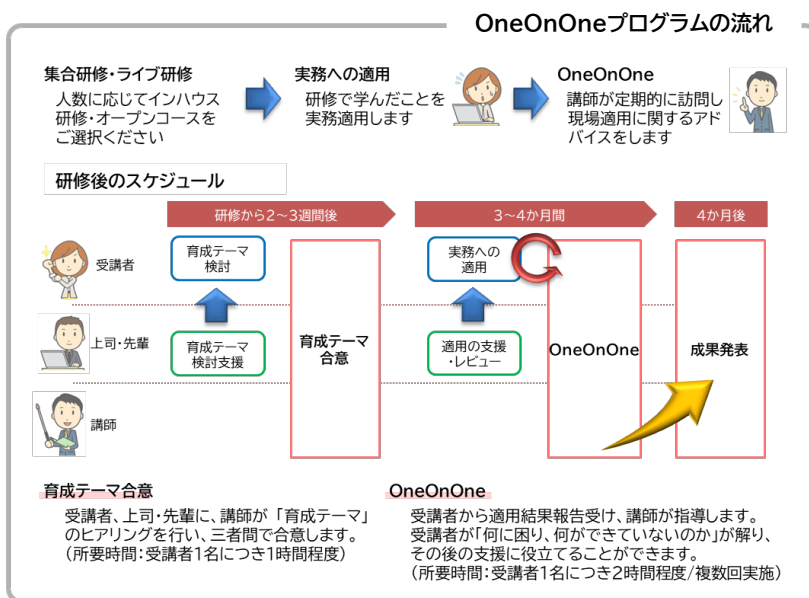 OneOnOneプログラムの流れ
集合研修・ライブ研修
人数に応じてインハウス
研修・オープンコースを
ご選択ください
実務への適用
研修で学んだことを
実務適用します
OneOnOne
講師が定期的に訪問し
現場適用に関するアド
バイスをします
研修後のスケジュール
研修から2～3週間後
3～4か月間
4か月後
受講者
育成テーマ
検討
実務への
適用
上司・先輩
育成テーマ
検討支援
育成テーマ
合意
適用の支援
・レビュー
OneOnOne
成果発表
講師
育成テーマ合意
受講者、上司・先輩に、講師が「育成テーマ」
のヒアリングを行い、三者間で合意します。
（所要時間：受講者1名につき1時間程度）
OneOnOne
受講者から適用結果報告受け、講師が指導します。
受講者が「何に困り、何ができていないのか」が解り、
その後の支援に役立てることができます。
（所要時間：受講者1名につき2時間程度/複数回実施）